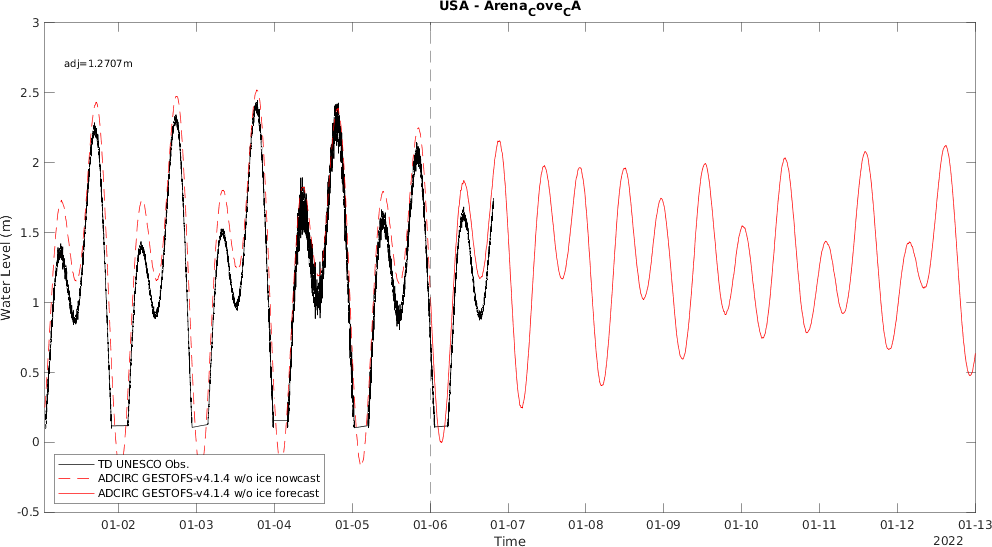 USA - ArenaCoveCA
3
adj=1.2707m
2.5
2
1.5
1
0.5
0
-0.5
Water Level (m)
TD UNESCO Obs.
ADCIRC GESTOFS-v4.1.4 w/o ice nowcast
ADCIRC GESTOFS-v4.1.4 w/o ice forecast
01-02 01-03 01-04 01-05 01-06 01-07 01-08 01-09 01-10 01-11 01-12 01-13
Time
2022